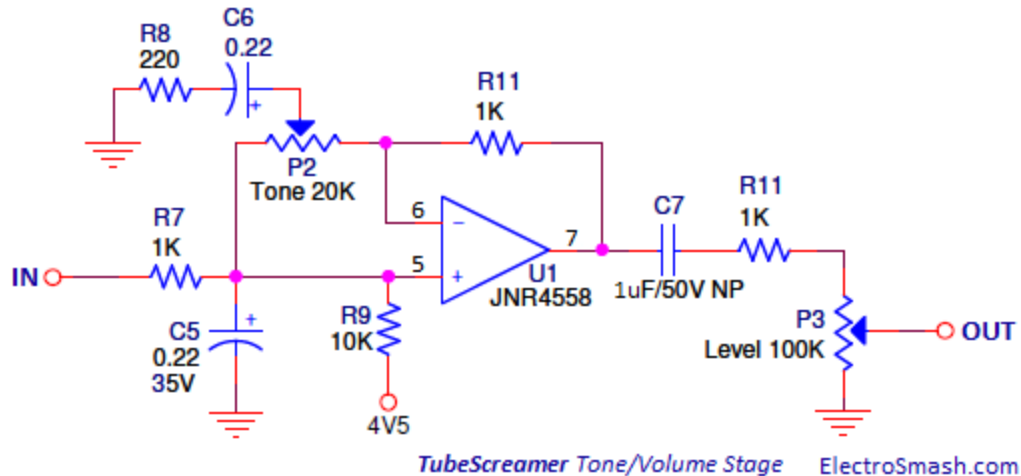 C6
0.22
R8
220
R11
1K
P2
Tone 20K
R7
1K
IN
6
−
5
+
7
U1
JNR4558
C7
1uF/50V NP
R11
1K
+
+
C5
0.22
35V
R9
10K
4V5
P3
Level 100K
OUT
TubeScreamer Tone/Volume Stage
ElectroSmash.com